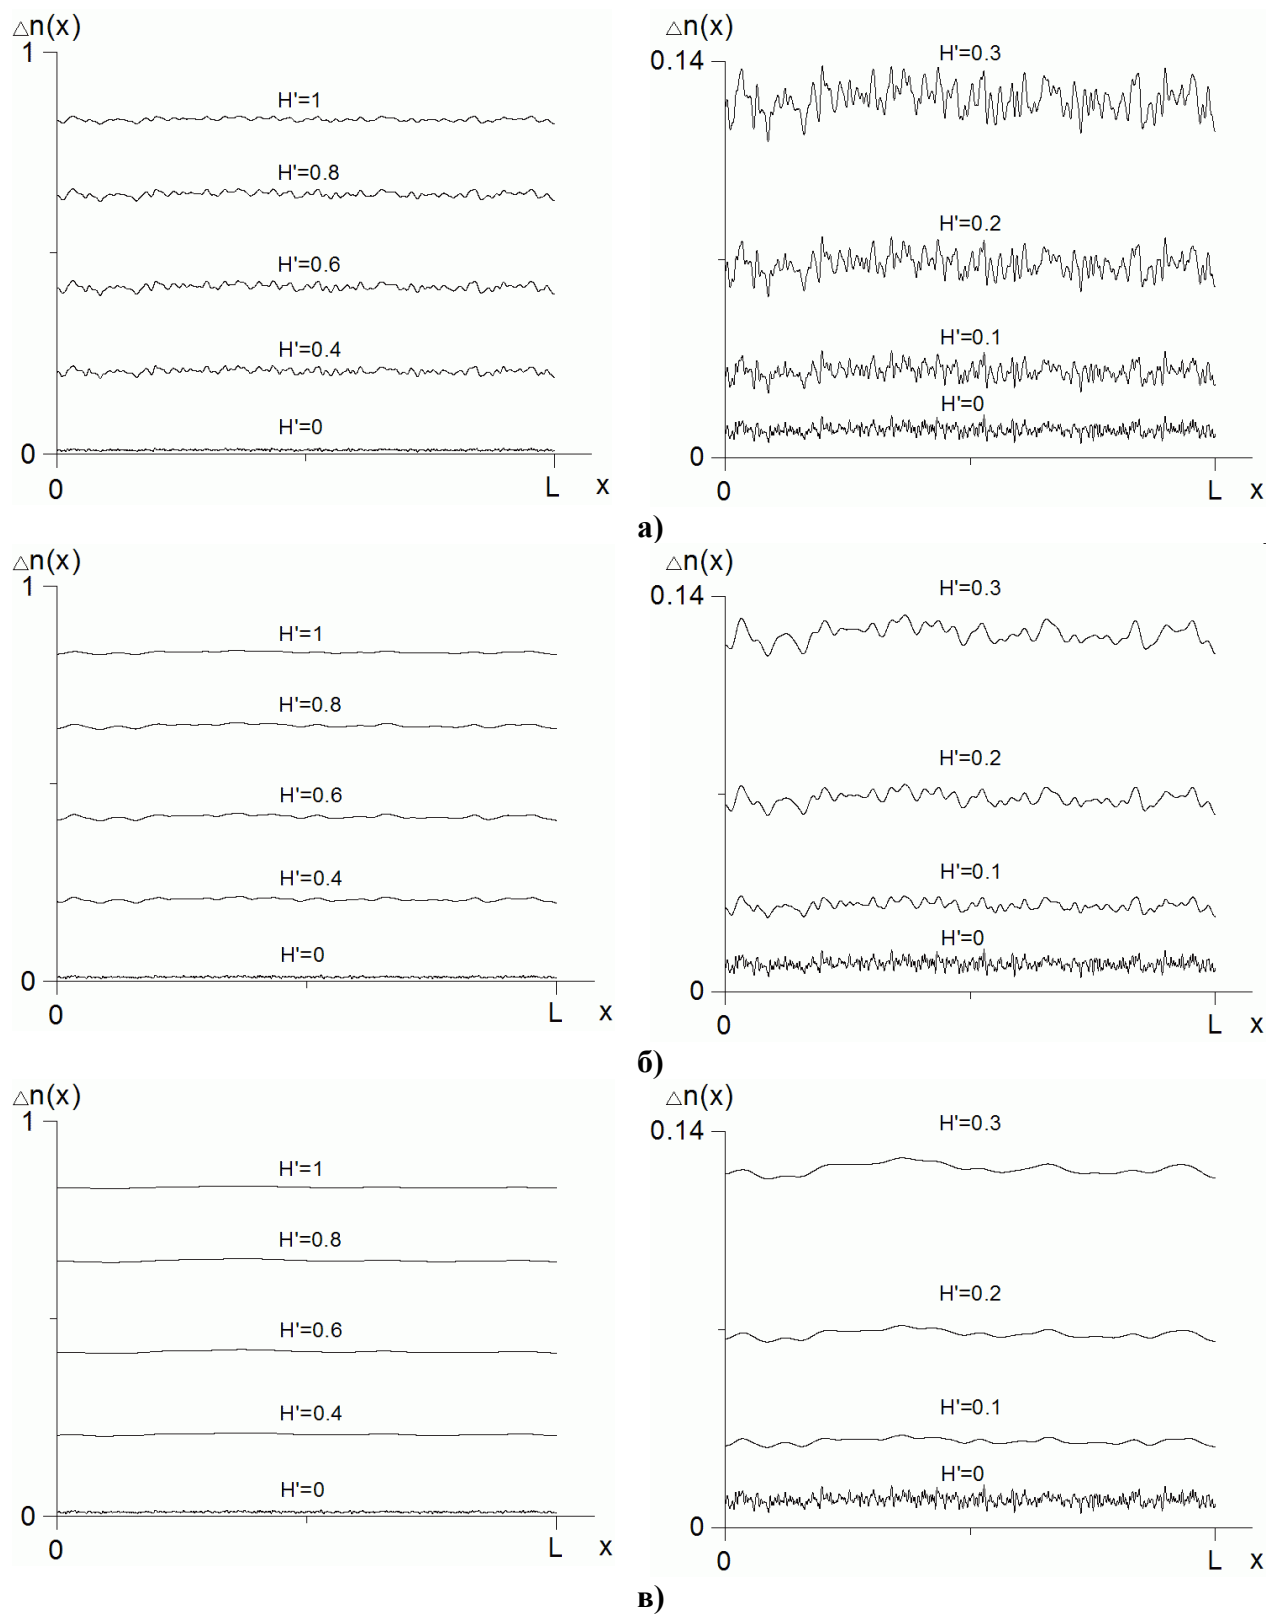 △n(x)
1
H'=1
H'=0.8
H'=0.6
H'=0.4
H'=0
0
0
L
x
△n(x)
0.14
H'=0.3
H'=0.2
H'=0.1
H'=0
0
0
L
x
а)
△n(x)
1
H'=1
H'=0.8
H'=0.6
H'=0.4
H'=0
0
0
L
x
△n(x)
0.14
H'=0.3
H'=0.2
H'=0.1
H'=0
0
0
L
x
б)
△n(x)
1
H'=1
H'=0.8
H'=0.6
H'=0.4
H'=0
0
0
L
x
△n(x)
0.14
H'=0.3
H'=0.2
H'=0.1
H'=0
0
0
L
x
в)